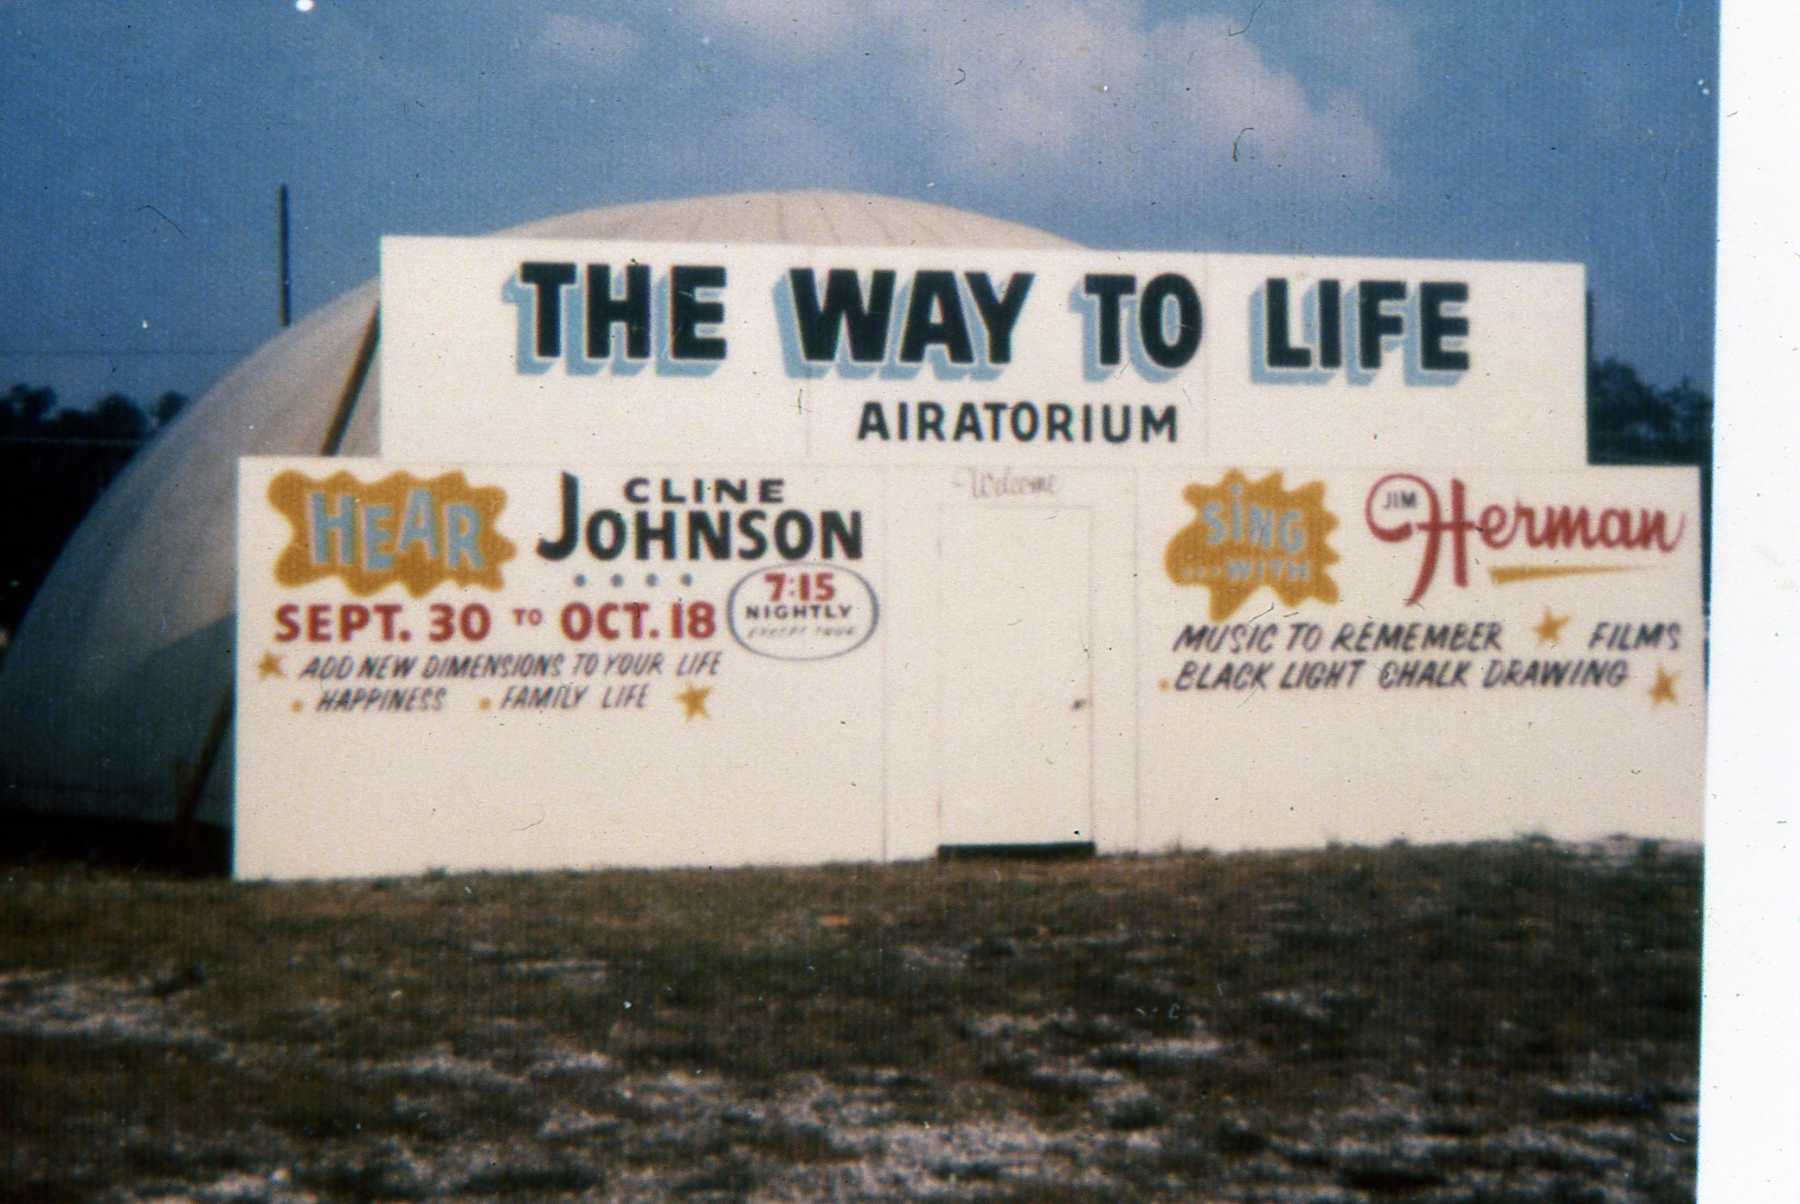 THE WAY TO LIFE
AIRATORIUM
Welcome
HEAR
CLINE
JOHNSON
SEPT. 30 TO OCT. 18
7:15
NIGHTLY
EXCEPT THUR.
ADD NEW DIMENSIONS TO YOUR LIFE
• HAPPINESS • FAMILY LIFE
SING
...WITH
JIM
Herman
MUSIC TO REMEMBER FILMS
• BLACK LIGHT CHALK DRAWING